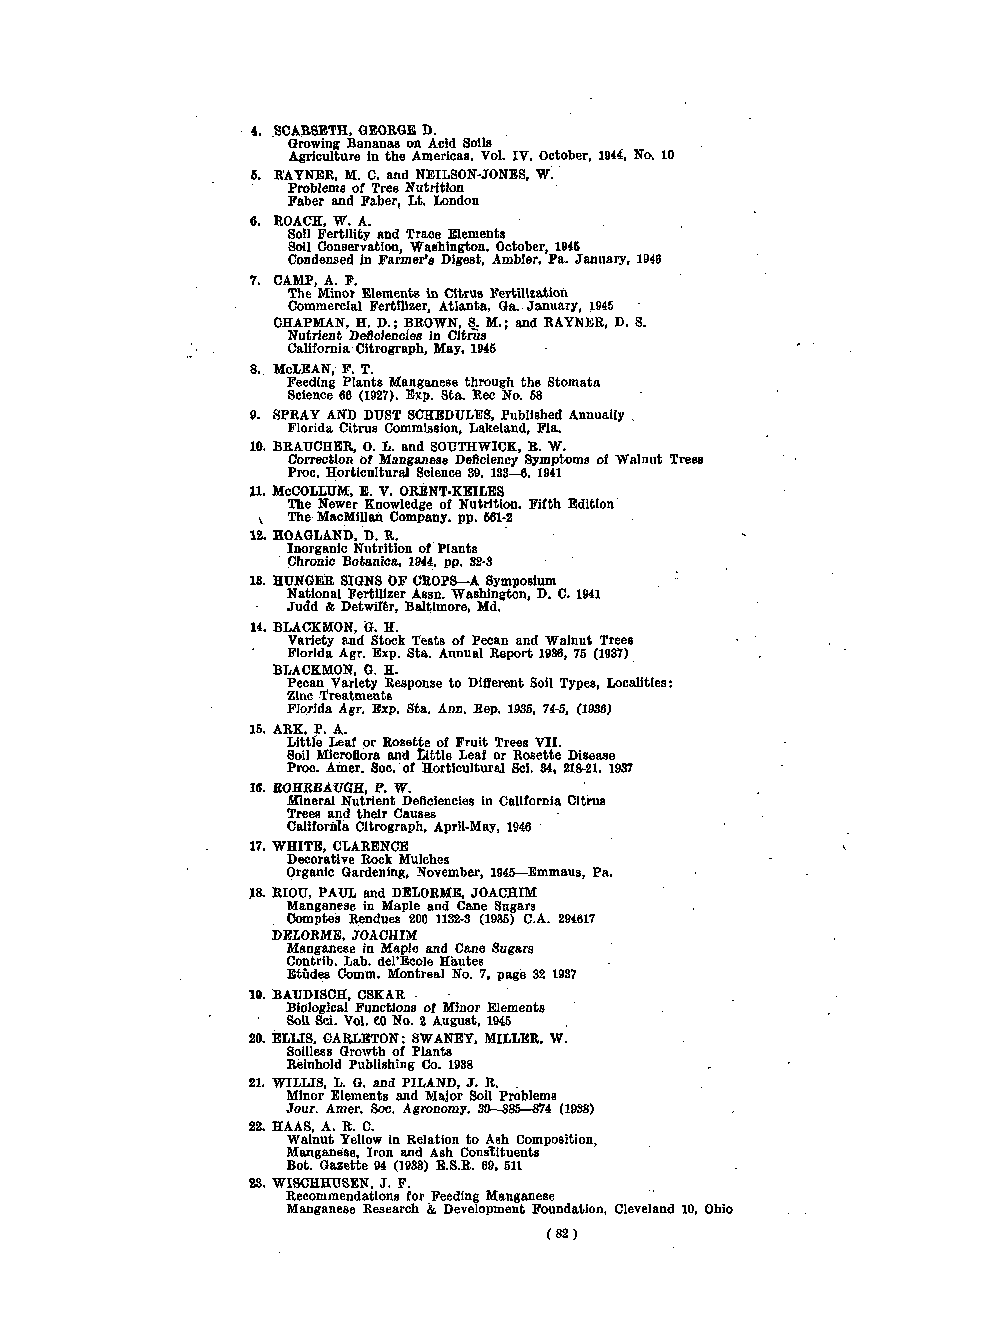 4. SCARSETH, GEORGE D.
Growing Bananas on Acid Soils
Agriculture in the Americas, Vol. IV, October, 1944, No. 10
5. RAYNER, M. C. and NEILSON-JONES, W.
Problems of Tree Nutrition
Faber and Faber, Lt. London
6. ROACH, W. A.
Soil Fertility and Trace Elements
Soil Conservation, Washington, October, 1945
Condensed in Farmer's Digest, Ambler, Pa. January, 1946
7. CAMP, A. F.
The Minor Elements in Citrus Fertilization
Commercial Fertilizer, Atlanta, Ga. January, 1945
CHAPMAN, H. D.; BROWN, S. M.; and RAYNER, D. S.
Nutrient Deficiencies in Citrus
California Citrograph, May, 1945
8. McLEAN, F. T.
Feeding Plants Manganese through the Stomata
Science 66 (1927). Exp. Sta. Rec No. 58
9. SPRAY AND DUST SCHEDULES, Published Annually
Florida Citrus Commission, Lakeland, Fla.
10. BRAUCHER, O. L. and SOUTHWICK, R. W.
Correction of Manganese Deficiency Symptoms of Walnut Trees
Proc. Horticultural Science 39, 133—6, 1941
11. McCOLLUM, E. V. ORENT-KEILES
The Newer Knowledge of Nutrition. Fifth Edition
The MacMillan Company. pp. 561-2
12. HOAGLAND, D. R.
Inorganic Nutrition of Plants
Chronic Botanica, 1944, pp. 32-3
13. HUNGER SIGNS OF CROPS—A Symposium
National Fertilizer Assn. Washington, D. C. 1941
Judd & Detwiler, Baltimore, Md.
14. BLACKMON, G. H.
Variety and Stock Tests of Pecan and Walnut Trees
Florida Agr. Exp. Sta. Annual Report 1936, 75 (1937)
BLACKMON, G. H.
Pecan Variety Response to Different Soil Types, Localities:
Zinc Treatments
Florida Agr. Exp. Sta. Ann. Rep. 1935, 74-5, (1936)
15. ARK, P. A.
Little Leaf or Rosette of Fruit Trees VII.
Soil Microflora and Little Leaf or Rosette Disease
Proc. Amer. Soc. of Horticultural Sci. 34, 218-21. 1937
16. ROHRBAUGH, P. W.
Mineral Nutrient Deficiencies in California Citrus
Trees and their Causes
California Citrograph, April-May, 1946
17. WHITE, CLARENCE
Decorative Rock Mulches
Organic Gardening, November, 1945—Emmaus, Pa.
18. RIOU, PAUL and DELORME, JOACHIM
Manganese in Maple and Cane Sugars
Comptes Rendues 200 1132-3 (1935) C.A. 294617
DELORME, JOACHIM
Manganese in Maple and Cane Sugars
Contrib. Lab. del'Ecole Hautes
Etudes Comm. Montreal No. 7, page 32 1937
19. BAUDISCH, CSKAR
Biological Functions of Minor Elements
Soil Sci. Vol. 60 No. 2 August, 1945
20. ELLIS, CARLETON; SWANEY, MILLER, W.
Soilless Growth of Plants
Reinhold Publishing Co. 1938
21. WILLIS, L. G. and PILAND, J. R.
Minor Elements and Major Soil Problems
Jour. Amer. Soc. Agronomy. 30—885—874 (1938)
22. HAAS, A. R. C.
Walnut Yellow in Relation to Ash Composition,
Manganese, Iron and Ash Constituents
Bot. Gazette 94 (1933) E.S.R. 69, 511
23. WISCHHUSEN, J. F.
Recommendations for Feeding Manganese
Manganese Research & Development Foundation, Cleveland 10, Ohio
( 32 )